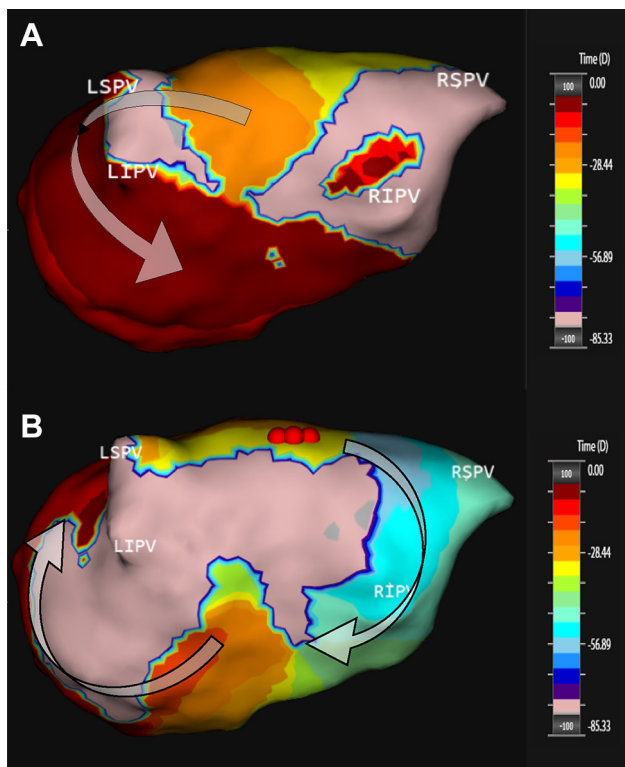 A
Time (D)
LSPV
RSPV
100
0.00
-28.44
LIPV
RIPV
-56.89
-100
-85.33
B
Time (D)
LSPV
RSPV
100
0.00
-28.44
LIPV
RIPV
-56.89
-100
-85.33